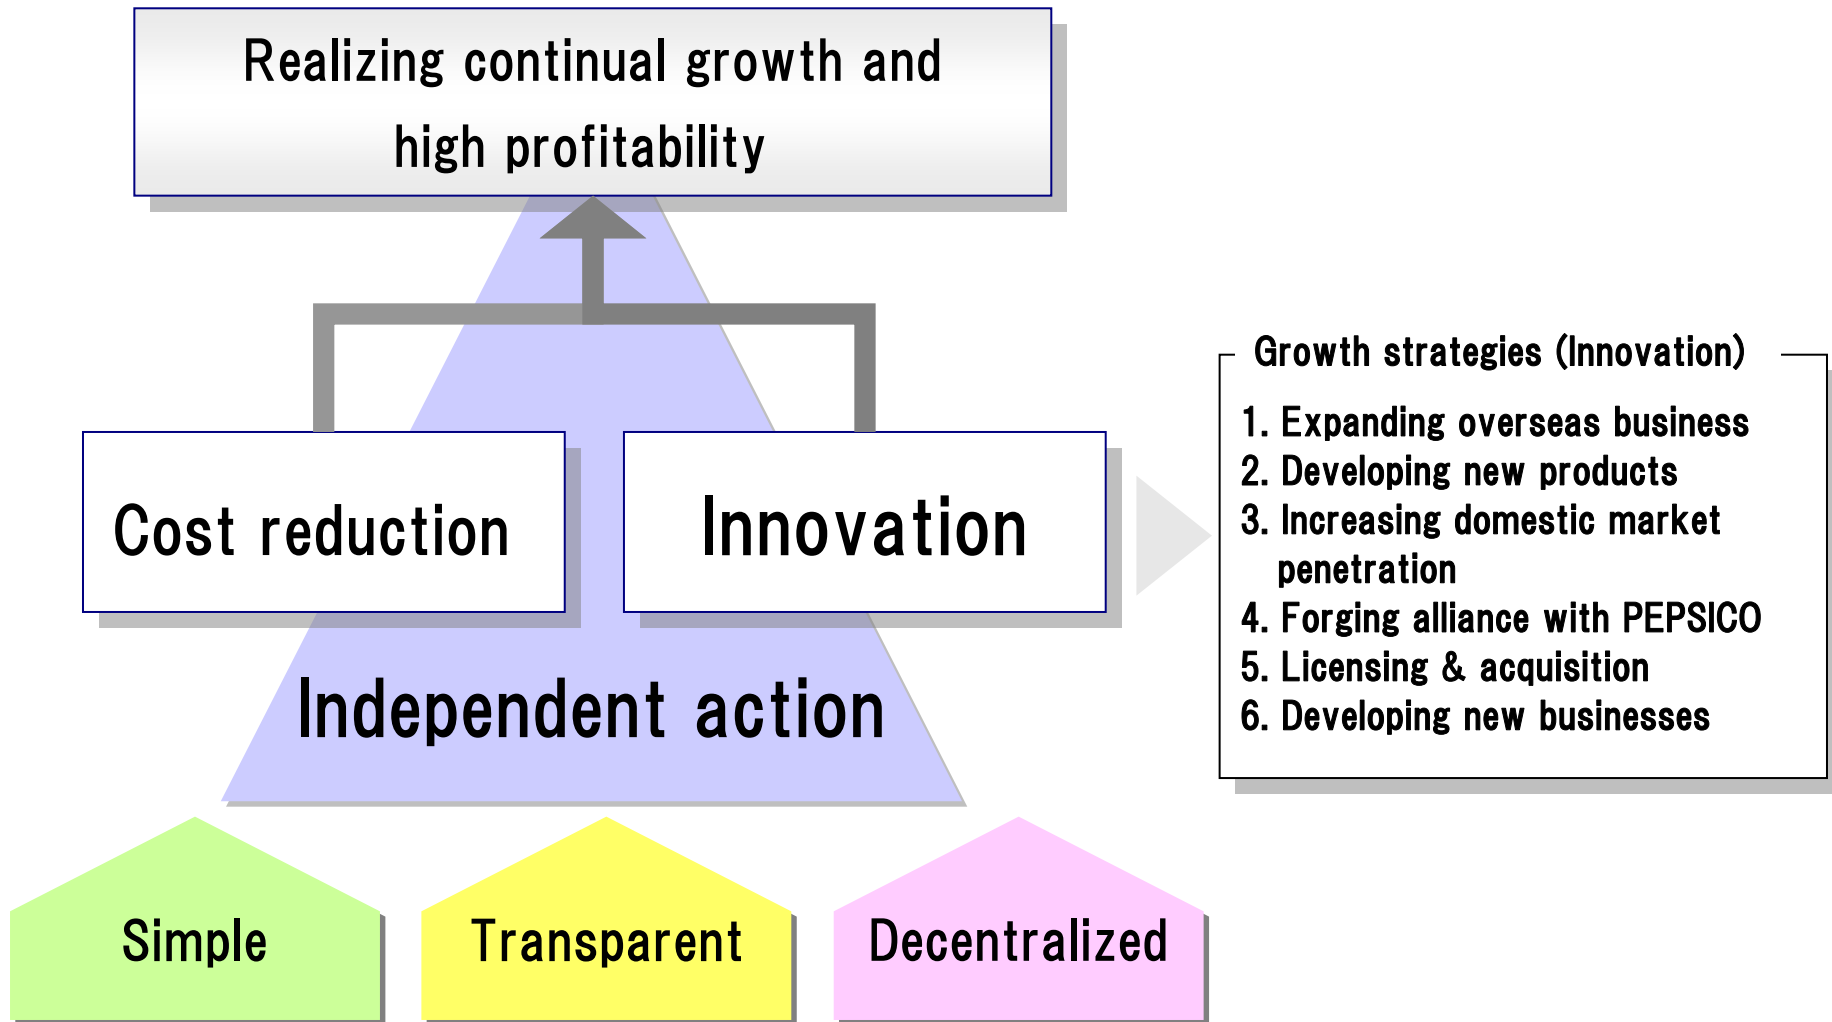 Realizing continual growth and
high profitability
Cost reduction
Innovation
Independent action
Growth strategies (Innovation)
1. Expanding overseas business
2. Developing new products
3. Increasing domestic market
penetration
4. Forging alliance with PEPSICO
5. Licensing & acquisition
6. Developing new businesses
Simple
Transparent
Decentralized